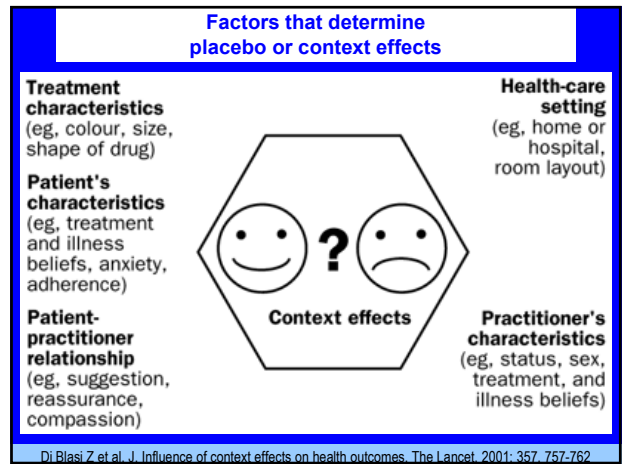 Factors that determine
placebo or context effects
Treatment
characteristics
(eg, colour, size,
shape of drug)
Patient's
characteristics
(eg, treatment
and illness
beliefs, anxiety,
adherence)
Patient-
practitioner
relationship
(eg, suggestion,
reassurance,
compassion)
?
Context effects
Health-care
setting
(eg, home or
hospital,
room layout)
Practitioner's
characteristics
(eg, status, sex,
treatment, and
illness beliefs)
Di Blasi Z et al. J. Influence of context effects on health outcomes. The Lancet. 2001; 357, 757-762